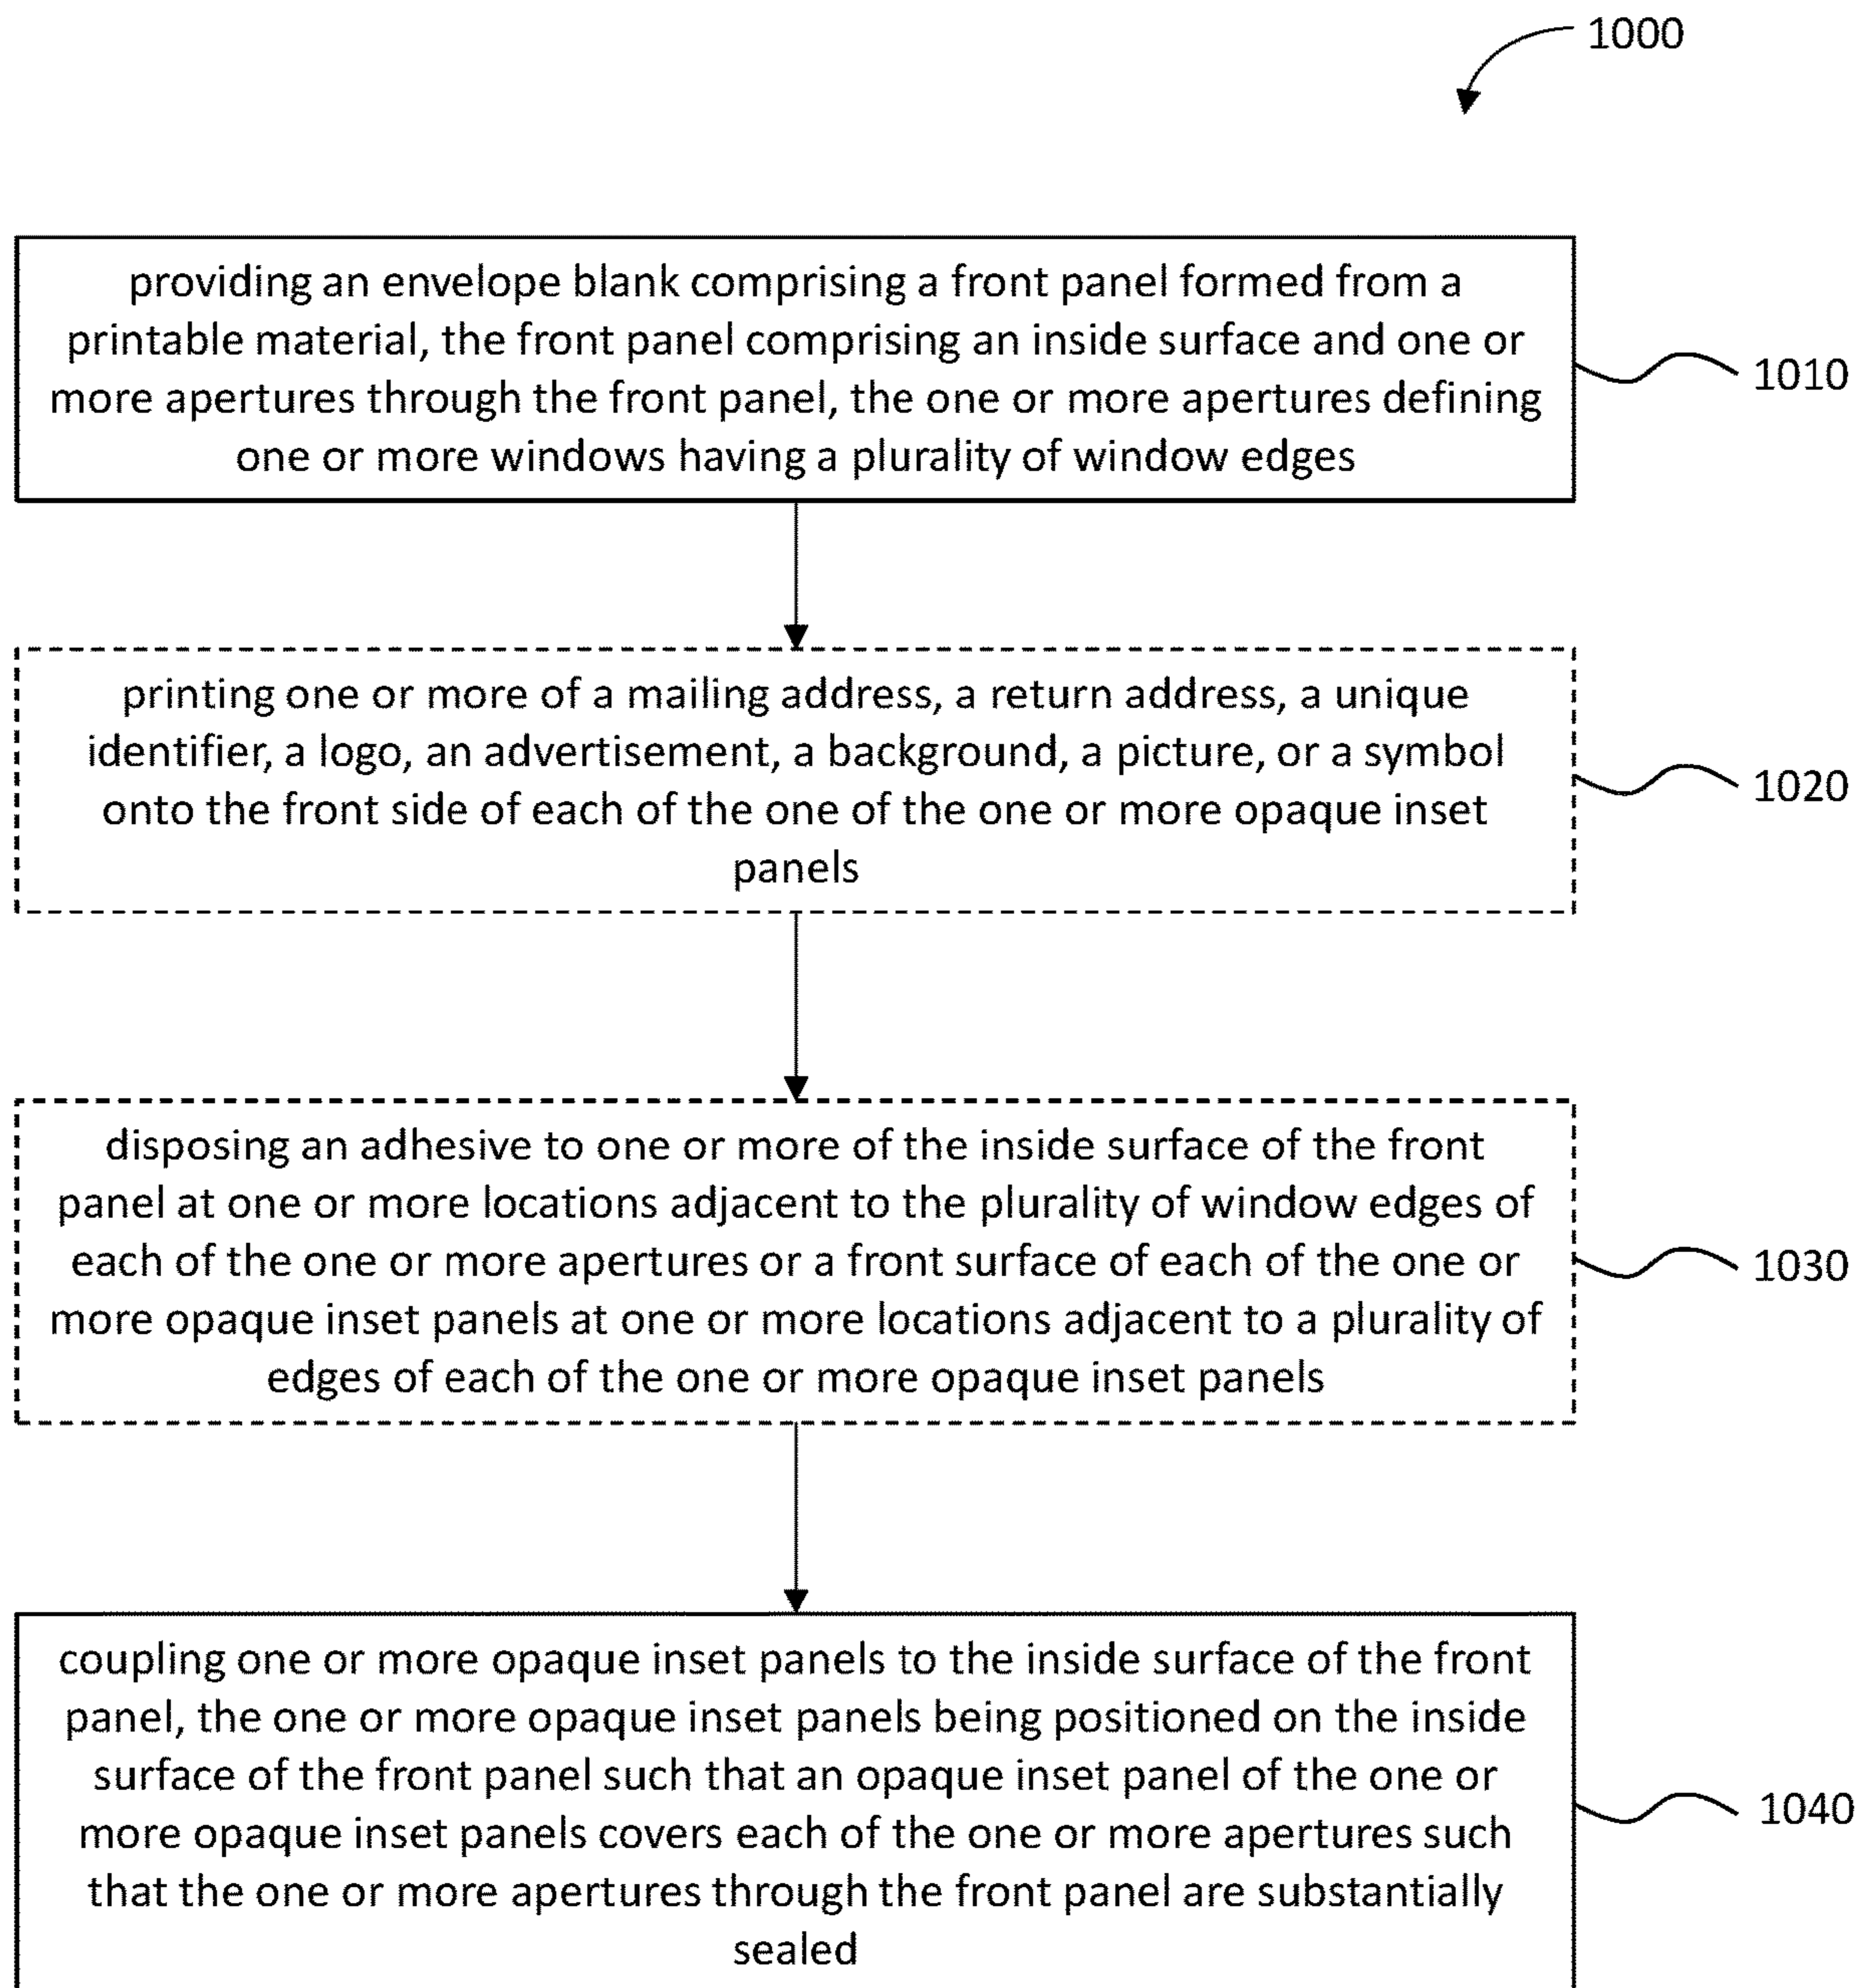 1000
providing an envelope blank comprising a front panel formed from a
printable material, the front panel comprising an inside surface and one or
more apertures through the front panel, the one or more apertures defining
one or more windows having a plurality of window edges
1010
printing one or more of a mailing address, a return address, a unique
identifier, a logo, an advertisement, a background, a picture, or a symbol
onto the front side of each of the one of the one or more opaque inset
panels
1020
disposing an adhesive to one or more of the inside surface of the front
panel at one or more locations adjacent to the plurality of window edges of
each of the one or more apertures or a front surface of each of the one or
more opaque inset panels at one or more locations adjacent to a plurality of
edges of each of the one or more opaque inset panels
1030
coupling one or more opaque inset panels to the inside surface of the front
panel, the one or more opaque inset panels being positioned on the inside
surface of the front panel such that an opaque inset panel of the one or
more opaque inset panels covers each of the one or more apertures such
that the one or more apertures through the front panel are substantially
sealed
1040